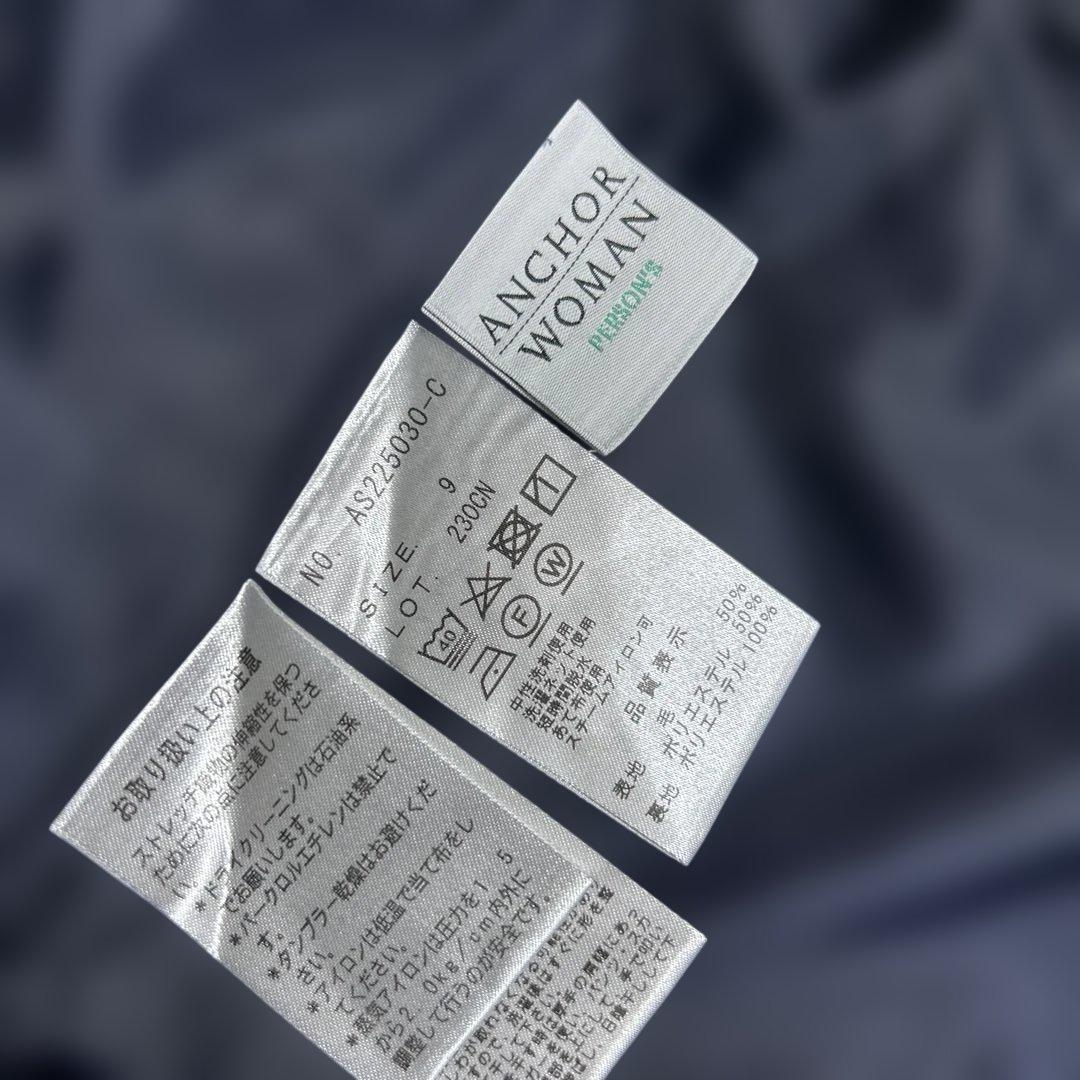 ANCHOR
WOMAN
PERSON'S
NO. AS225030-C
SIZE. 9
LOT. 230CN
40
F
W
中性洗剤使用
洗濯ネット使用
短時間脱水
あて布使用
スチームアイロン可
品質表示
表地 毛 50%
ポリエステル 50%
裏地 ポリエステル 100%
お取り扱い上の注意
ストレッチ織物の伸縮性を保つ
ために次の点に注意してくださ
い。
*ドライクリーニングは石油系
でお願いします。
*パークロルエチレンは禁止で
す。
*タンブラー乾燥はお避けくだ
さい。
*アイロンは低温で当て布をし
てください。
*蒸気アイロンは圧力を1.5
から2.0kg/cm内外に
調整して行うのが安全です。